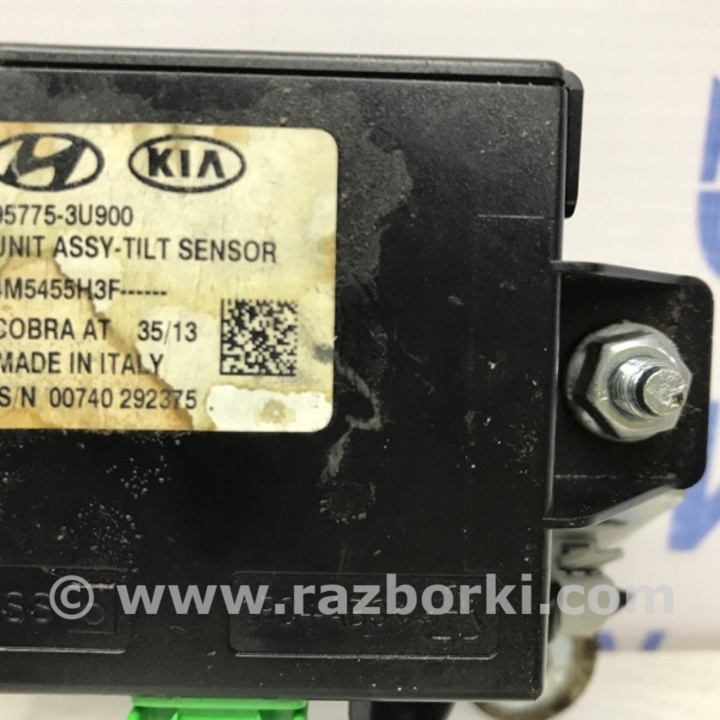 KIA
95775-3U900
UNIT ASSY-TILT SENSOR
4M5455H3F------
COBRA AT 35/13
MADE IN ITALY
S/N 00740 292375
© www.razborki.com